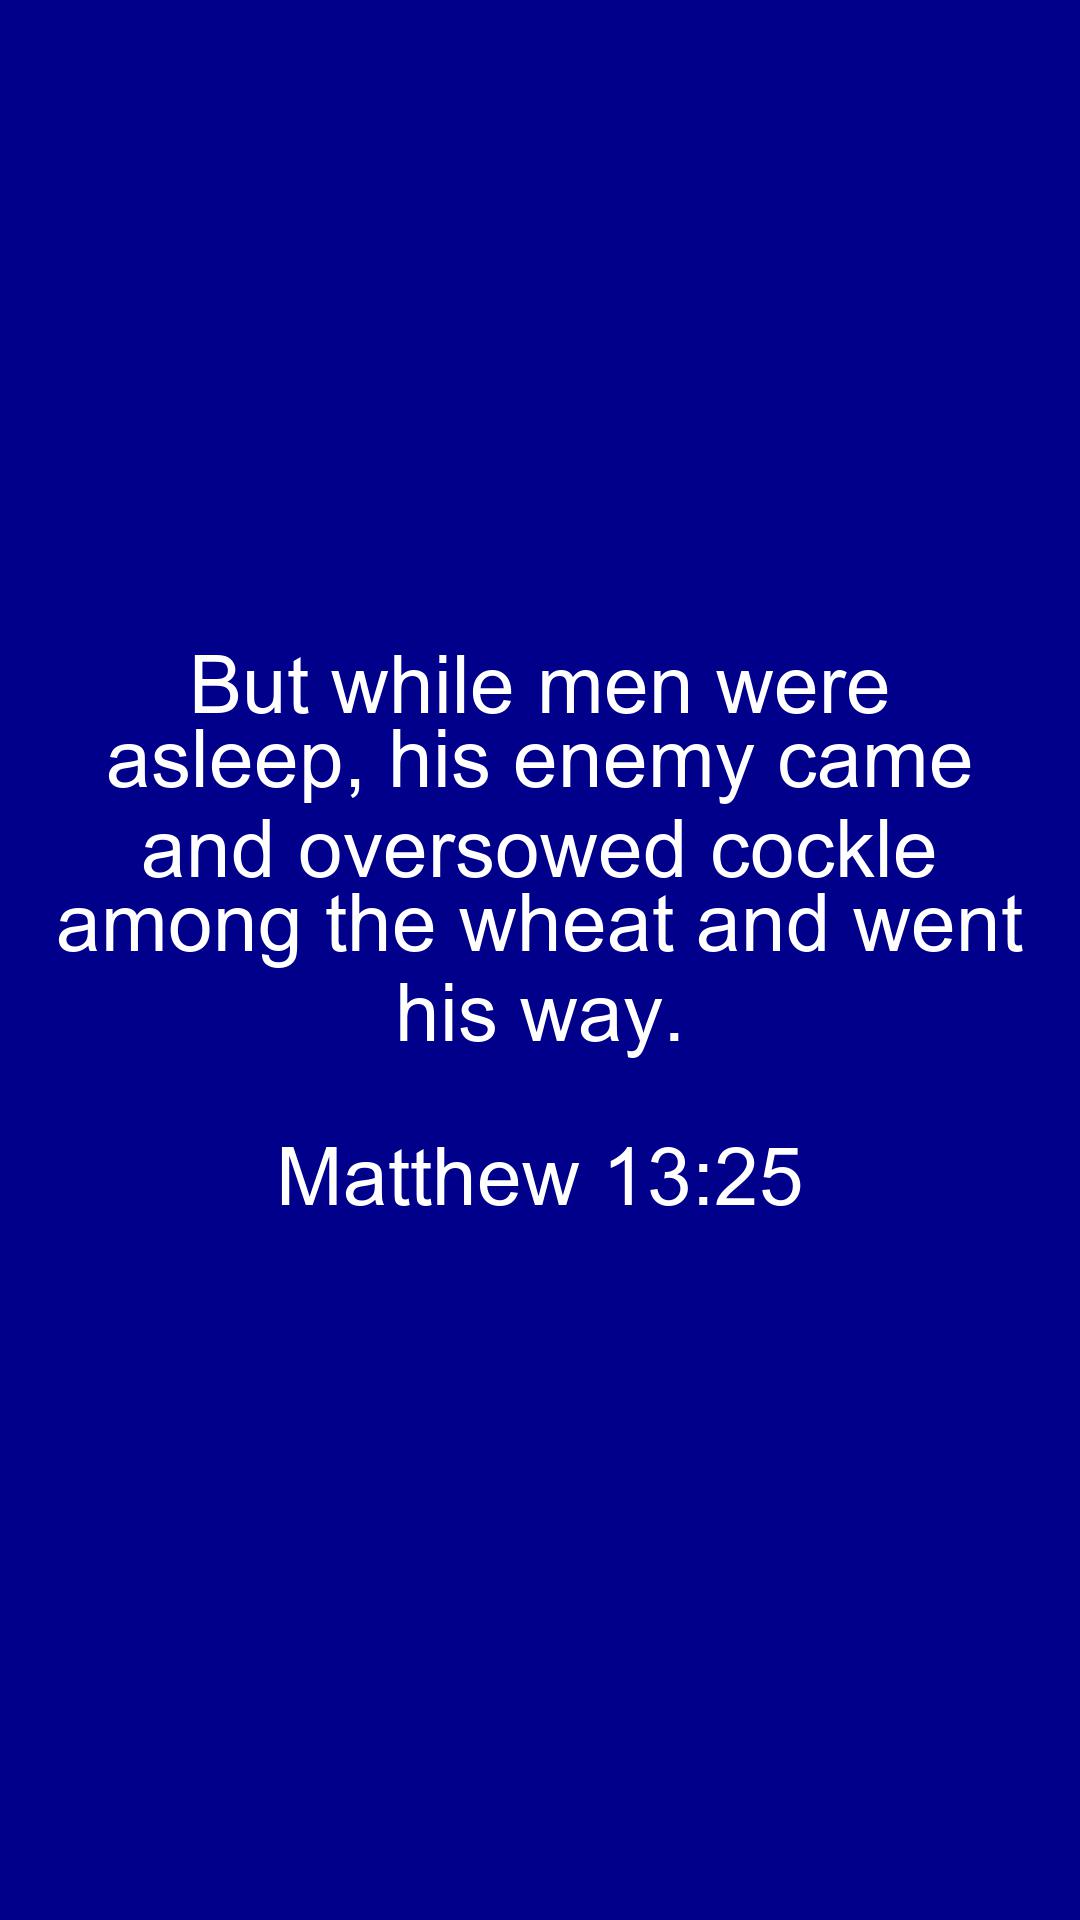 But while men were
asleep, his enemy came
and oversowed cockle
among the wheat and went
his way.
Matthew 13:25